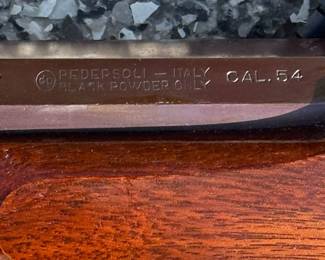 PEDERSOLI — ITALY
BLACK POWDER ONLY CAL.54